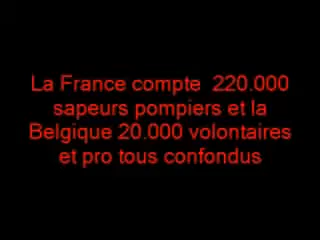 La France compte  220.000
sapeurs pompiers et la
Belgique 20.000 volontaires
et pro tous confondus